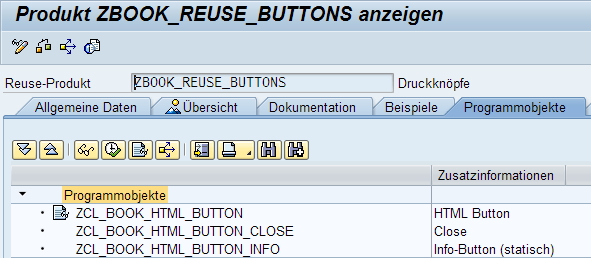 Produkt ZBOOK_REUSE_BUTTONS anzeigen
Reuse-Produkt ZBOOK_REUSE_BUTTONS Druckknöpfe
Allgemeine Daten Übersicht Dokumentation Beispiele Programmobjekte
Zusatzinformationen
Programmobjekte
ZCL_BOOK_HTML_BUTTON HTML Button
ZCL_BOOK_HTML_BUTTON_CLOSE Close
ZCL_BOOK_HTML_BUTTON_INFO Info-Button (statisch)